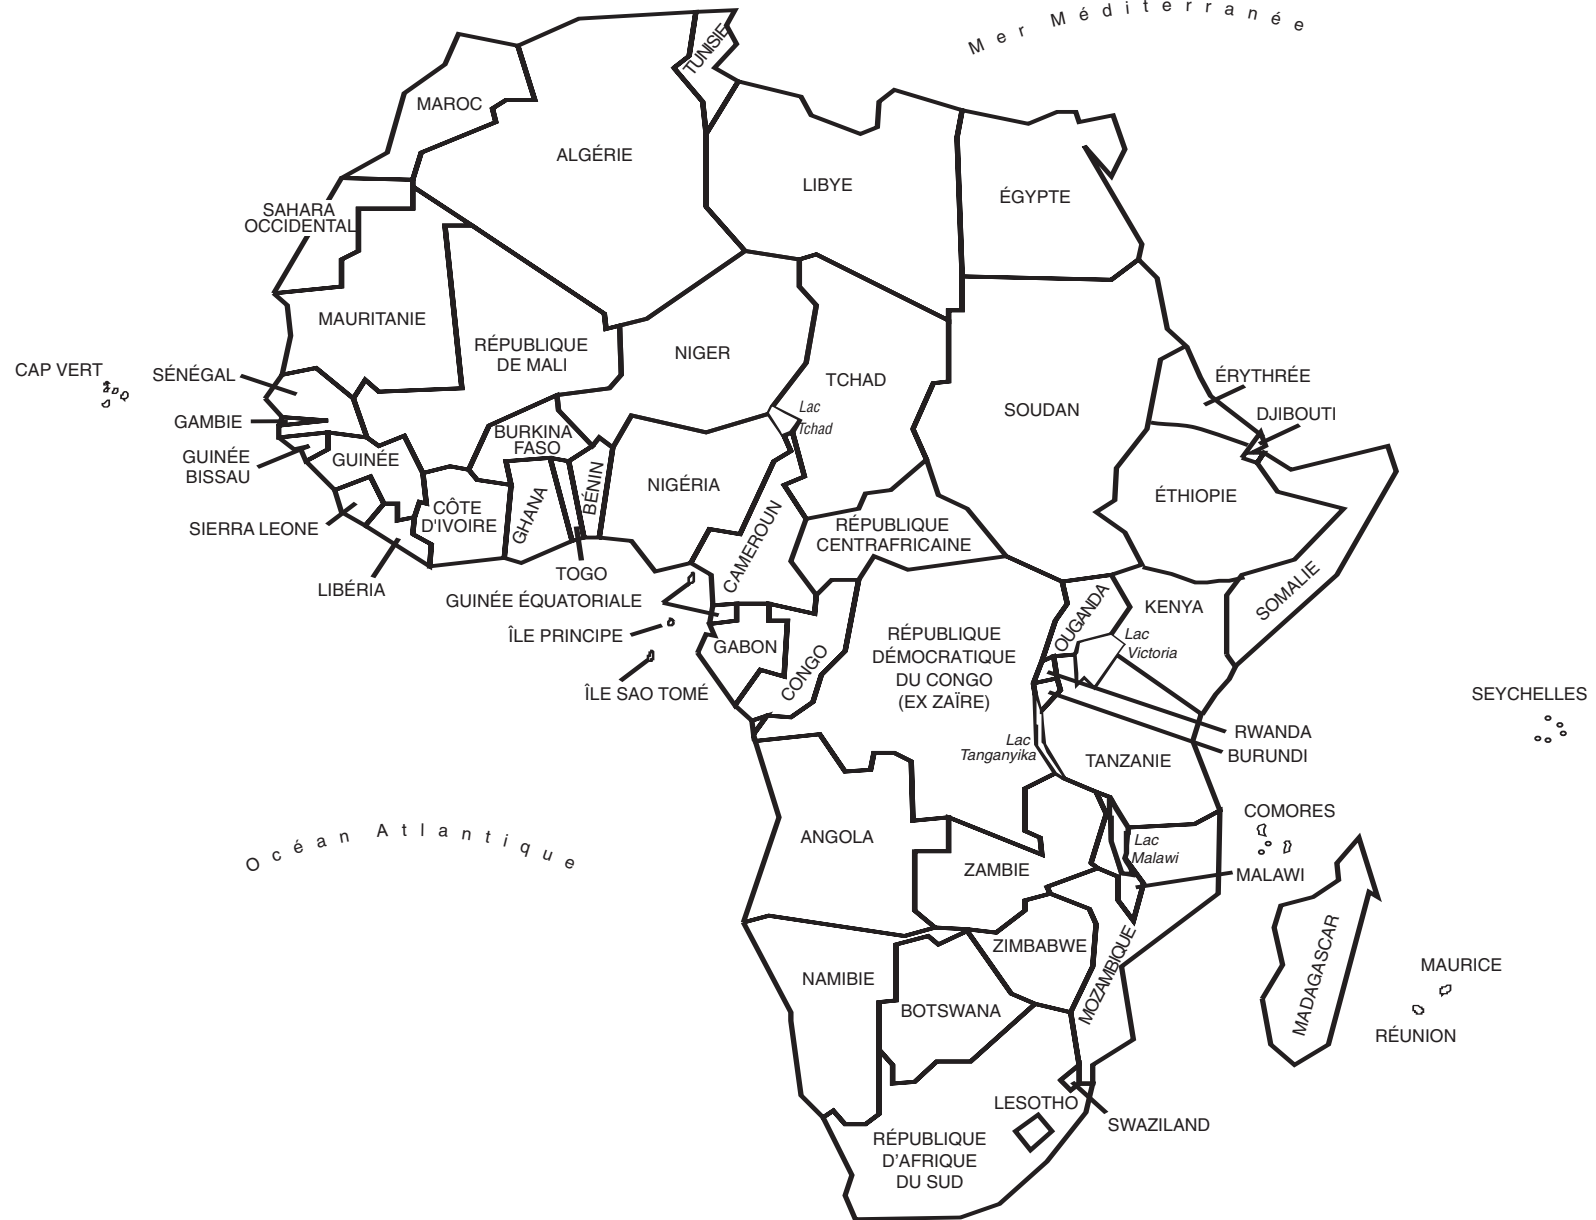 Mer Méditerranée
TUNISIE
MAROC
ALGÉRIE
LIBYE
ÉGYPTE
SAHARA
OCCIDENTAL
MAURITANIE
RÉPUBLIQUE
DE MALI
NIGER
TCHAD
SOUDAN
ÉRYTHRÉE
DJIBOUTI
CAP VERT
SÉNÉGAL
GAMBIE
GUINÉE
BISSAU
GUINÉE
SIERRA LEONE
LIBÉRIA
CÔTE
D'IVOIRE
BURKINA
FASO
GHANA
BÉNIN
TOGO
NIGÉRIA
Lac
Tchad
CAMEROUN
RÉPUBLIQUE
CENTRAFRICAINE
ÉTHIOPIE
SOMALIE
GUINÉE ÉQUATORIALE
ÎLE PRINCIPE
ÎLE SAO TOMÉ
GABON
CONGO
RÉPUBLIQUE
DÉMOCRATIQUE
DU CONGO
(EX ZAÏRE)
OUGANDA
KENYA
Lac
Victoria
RWANDA
BURUNDI
Lac
Tanganyika
TANZANIE
SEYCHELLES
COMORES
Océan Atlantique
ANGOLA
ZAMBIE
Lac
Malawi
MALAWI
ZIMBABWE
MOZAMBIQUE
NAMIBIE
BOTSWANA
MADAGASCAR
MAURICE
RÉUNION
LESOTHO
SWAZILAND
RÉPUBLIQUE
D'AFRIQUE
DU SUD